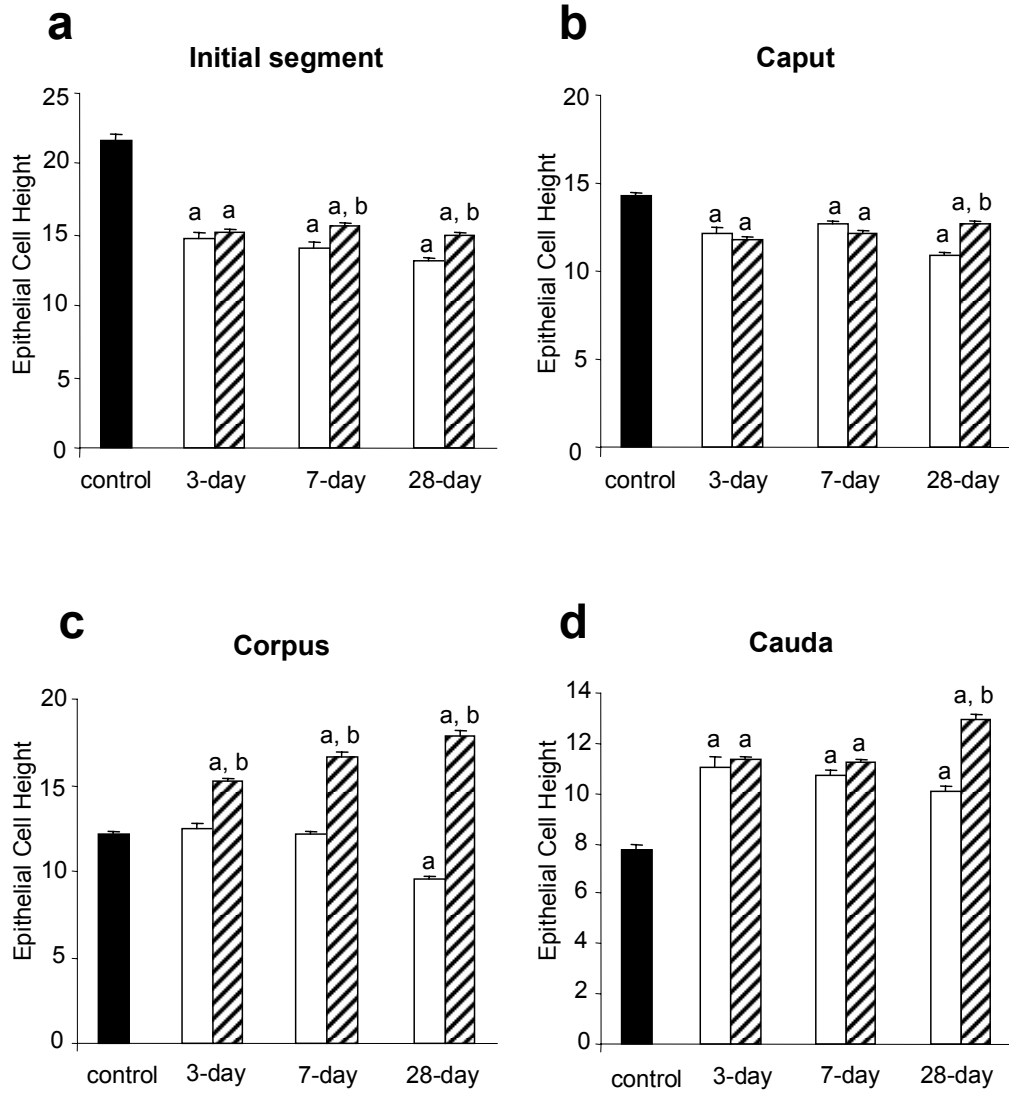 a
Initial segment
Epithelial Cell Height
25
20
15
10
5
0
a a
a a, b
a a, b
control 3-day 7-day 28-day
b
Caput
Epithelial Cell Height
20
15
10
5
0
a a
a a
a a, b
control 3-day 7-day 28-day
c
Corpus
Epithelial Cell Height
20
15
10
5
0
a, b
a, b
a a, b
control 3-day 7-day 28-day
d
Cauda
Epithelial Cell Height
14
12
10
8
6
4
2
0
a a
a a
a a, b
control 3-day 7-day 28-day